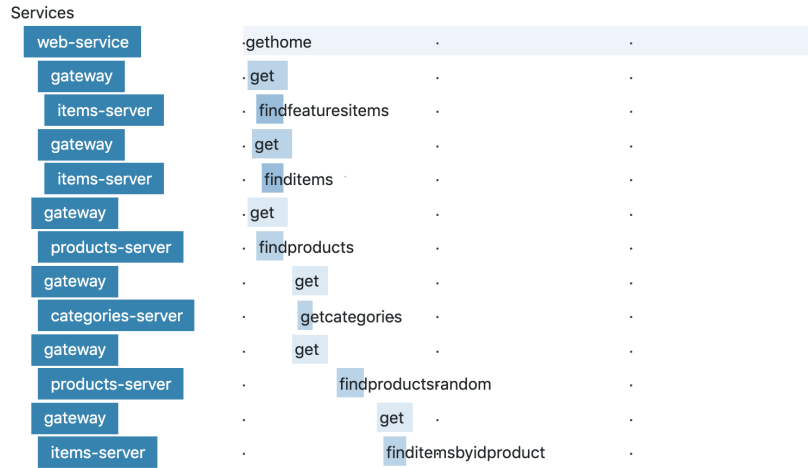 Services
web-service gethome
gateway get
items-server findfeaturesitems
gateway get
items-server finditems
gateway get
products-server findproducts
gateway get
categories-server getcategories
gateway get
products-server findproductsrandom
gateway get
items-server finditemsbyidproduct